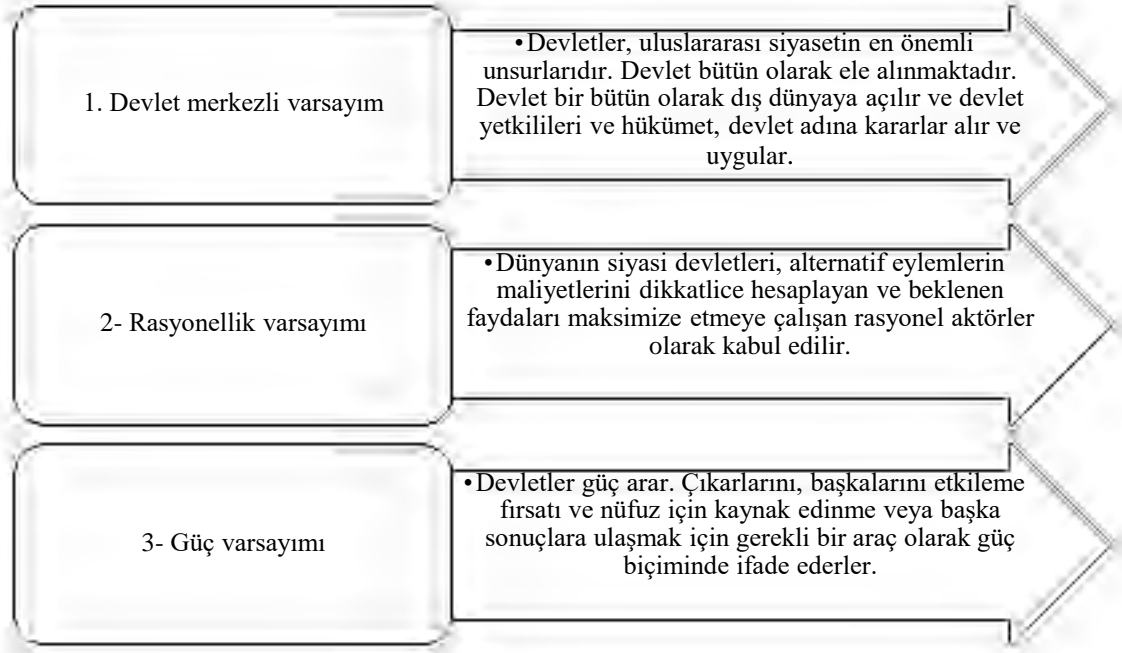 1. Devlet merkezli varsayım
•Devletler, uluslararası siyasetin en önemli
unsurlarıdır. Devlet bütün olarak ele alınmaktadır.
Devlet bir bütün olarak dış dünyaya açılır ve devlet
yetkilileri ve hükümet, devlet adına kararlar alır ve
uygular.
2- Rasyonellik varsayımı
•Dünyanın siyasi devletleri, alternatif eylemlerin
maliyetlerini dikkatlice hesaplayan ve beklenen
faydaları maksimize etmeye çalışan rasyonel aktörler
olarak kabul edilir.
3- Güç varsayımı
•Devletler güç arar. Çıkarlarını, başkalarını etkileme
fırsatı ve nüfuz için kaynak edinme veya başka
sonuçlara ulaşmak için gerekli bir araç olarak güç
biçiminde ifade ederler.